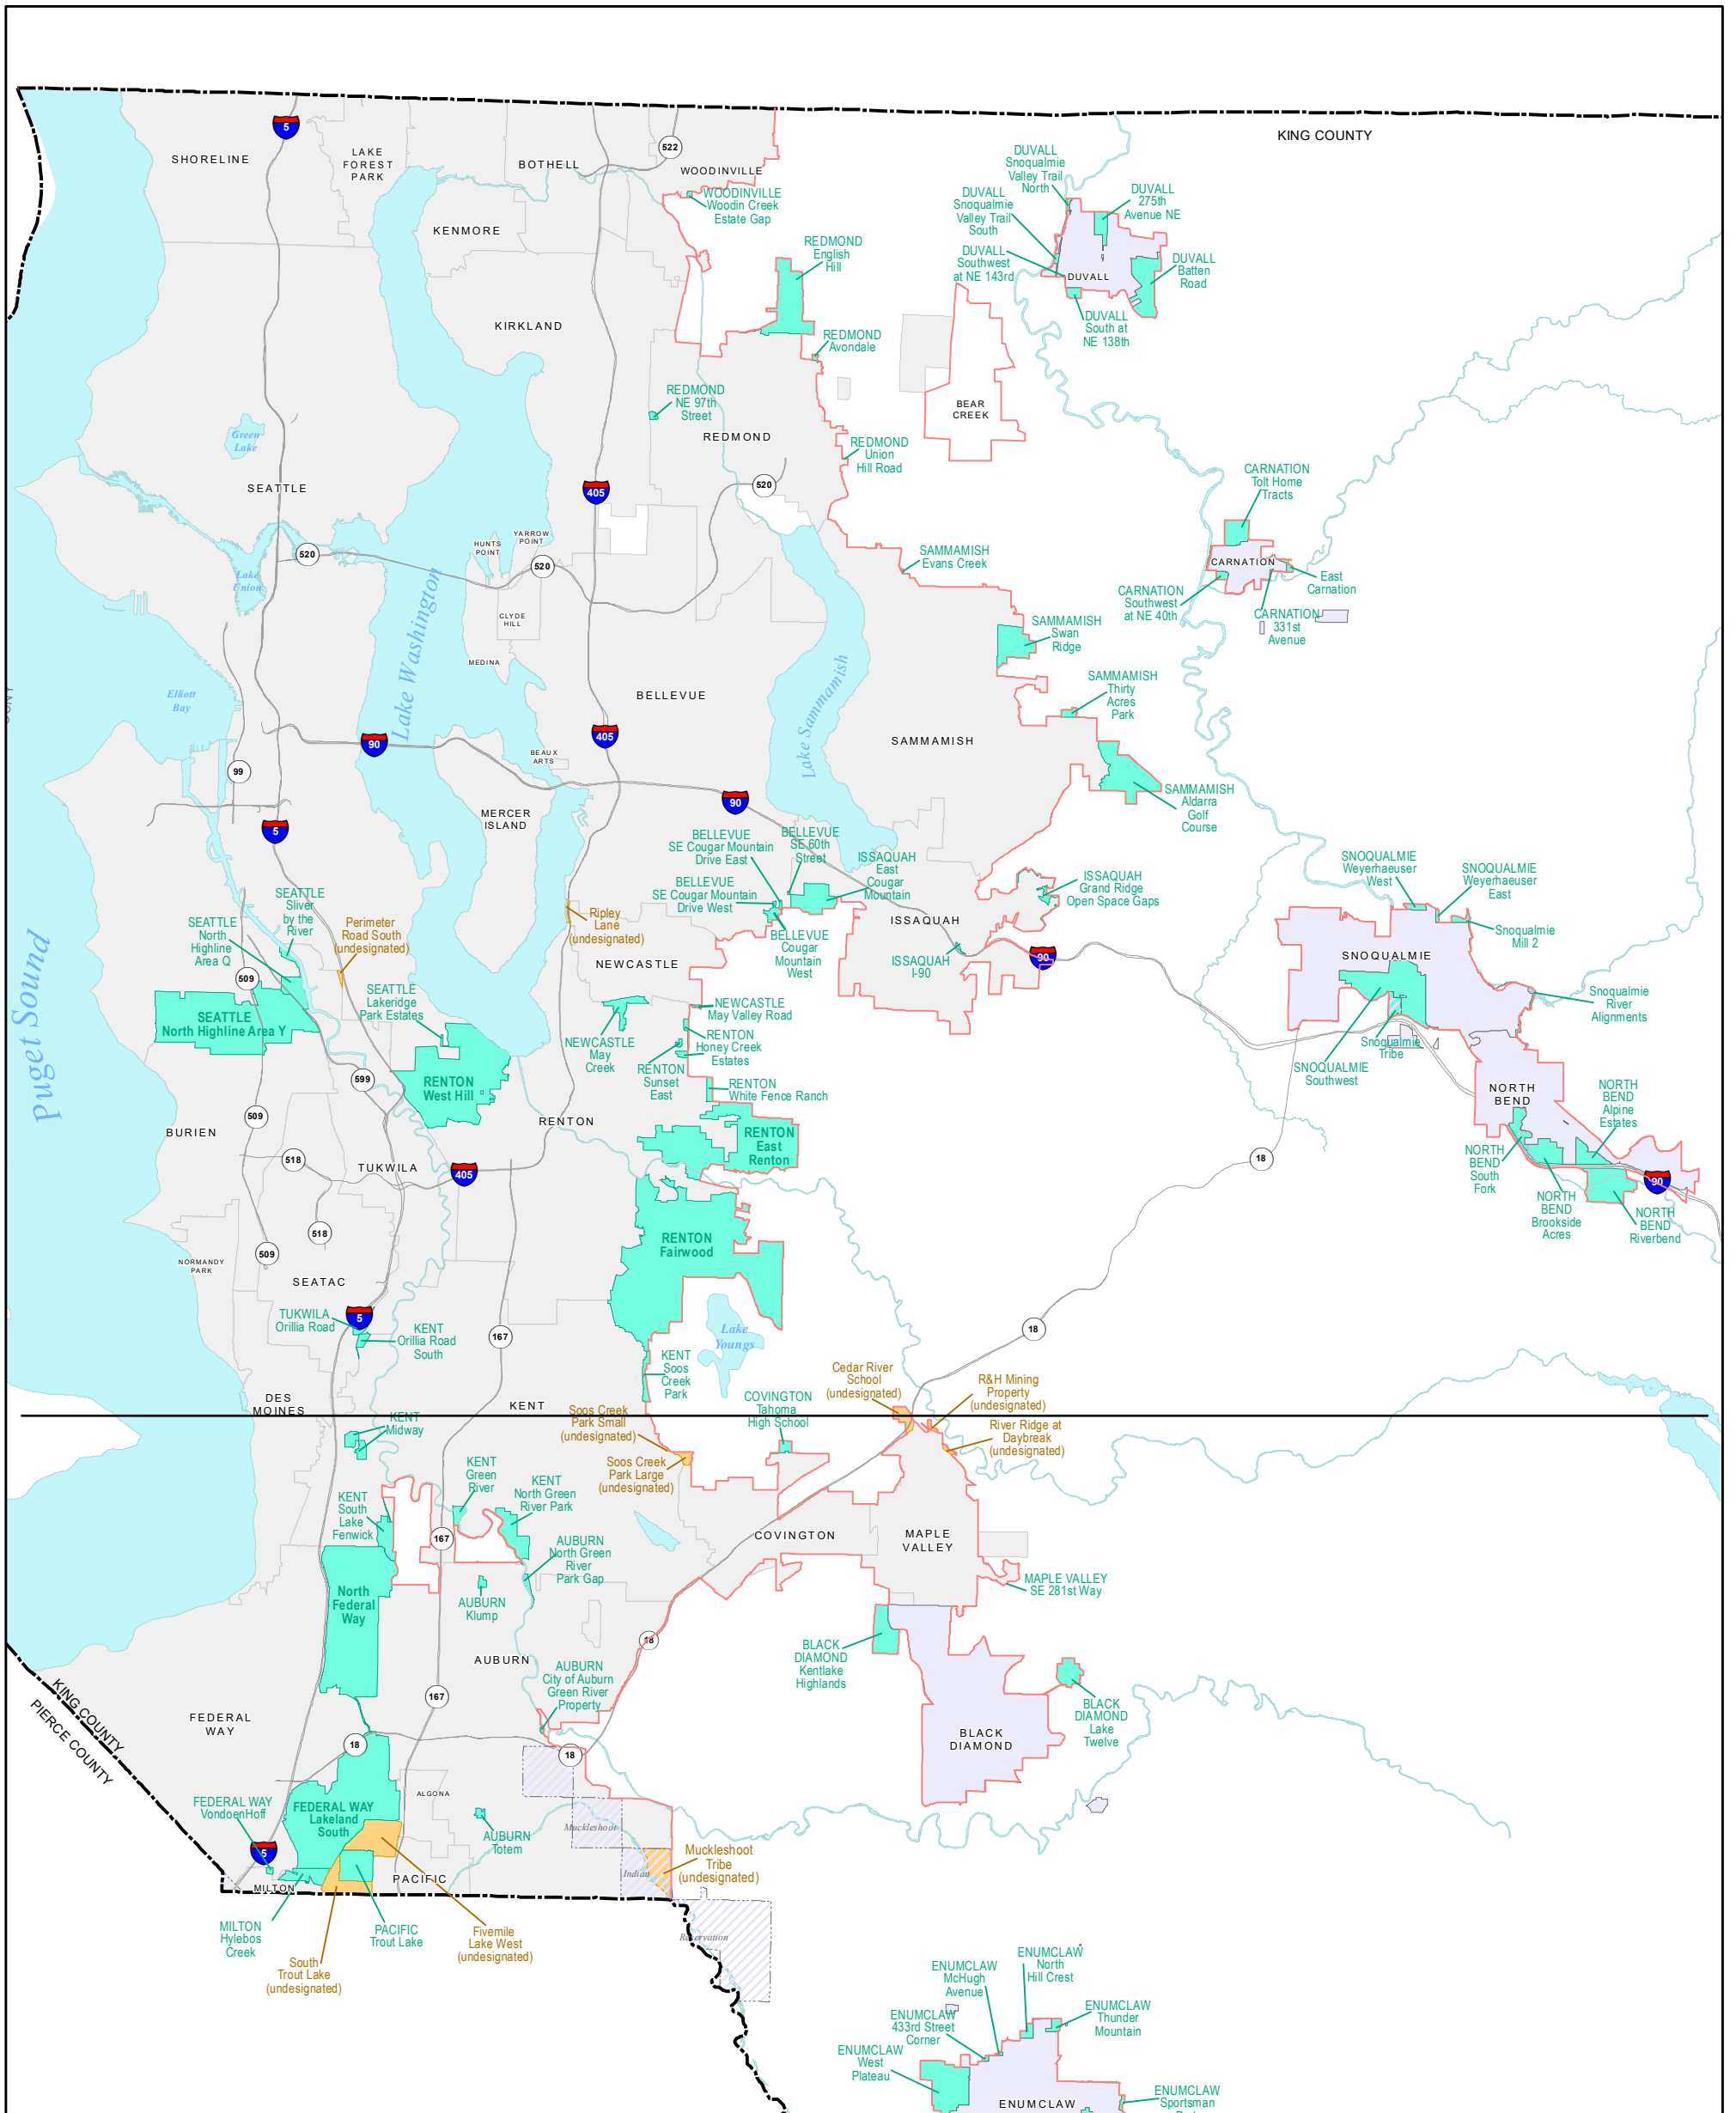 KING COUNTY
SHORELINE
5
LAKE
FOREST
PARK
BOTHELL
522
WOODINVILLE
WOODINVILLE
Woodin Creek
Estate Gap
KENMORE
DUVALL
Snoqualmie
Valley Trail
North
DUVALL
Snoqualmie
Valley Trail
South
DUVALL
275th
Avenue NE
DUVALL
Southwest
at NE 143rd
DUVALL
DUVALL
Batten
Road
DUVALL
South at
NE 138th
REDMOND
English
Hill
KIRKLAND
REDMOND
Avondale
REDMOND
NE 97th
Street
REDMOND
BEAR
CREEK
REDMOND
Union
Hill Road
Green
Lake
SEATTLE
405
520
CARNATION
Tolt Home
Tracts
520
HUNTS
POINT
YARROW
POINT
520
Lake
Union
SAMMAMISH
Evans Creek
CARNATION
East
Carnation
CARNATION
Southwest
at NE 40th
CARNATION
331st
Avenue
CLYDE
HILL
MEDINA
Lake Washington
SAMMAMISH
Swan
Ridge
Elliott
Bay
BELLEVUE
Lake Sammamish
SAMMAMISH
Thirty
Acres
Park
90
405
SAMMAMISH
BEAUX
ARTS
99
SAMMAMISH
Aldarra
Golf
Course
5
MERCER
ISLAND
90
BELLEVUE
SE Cougar Mountain
Drive East
BELLEVUE
SE 60th
Street
ISSAQUAH
East
Cougar
Mountain
BELLEVUE
SE Cougar Mountain
Drive West
ISSAQUAH
Grand Ridge
Open Space Gaps
SNOQUALMIE
Weyerhaeuser
West
SNOQUALMIE
Weyerhaeuser
East
SEATTLE
Sliver
by the
River
SEATTLE
North
Highline
Area Q
Perimeter
Road South
(undesignated)
Ripley
Lane
(undesignated)
ISSAQUAH
BELLEVUE
Cougar
Mountain
West
ISSAQUAH
I-90
90
Snoqualmie
Mill 2
SNOQUALMIE
NEWCASTLE
509
Puget Sound
SEATTLE
North Highline Area Y
SEATTLE
Lakeridge
Park Estates
NEWCASTLE
May Valley Road
NEWCASTLE
May
Creek
RENTON
Honey Creek
Estates
Snoqualmie
River
Alignments
Snoqualmie
Tribe
SNOQUALMIE
Southwest
RENTON
Sunset
East
RENTON
White Fence Ranch
599
RENTON
West Hill
509
BURIEN
RENTON
NORTH
BEND
NORTH
BEND
Alpine
Estates
RENTON
East
Renton
518
TUKWILA
405
18
NORTH
BEND
South
Fork
NORTH
BEND
Brookside
Acres
NORTH
BEND
Riverbend
90
518
509
NORMANDY
PARK
SEATAC
RENTON
Fairwood
TUKWILA
Orillia Road
5
KENT
Orillia Road
South
167
Lake
Youngs
18
KENT
Soos
Creek
Park
DES
MOINES
KENT
KENT
Midway
Cedar River
School
(undesignated)
R&H Mining
Property
(undesignated)
COVINGTON
Tahoma
High School
River Ridge at
Daybreak
(undesignated)
Soos Creek
Park Small
(undesignated)
Soos Creek
Park Large
(undesignated)
KENT
Green
River
KENT
North Green
River Park
KENT
South
Lake
Fenwick
167
AUBURN
North Green
River
Park Gap
COVINGTON
MAPLE
VALLEY
MAPLE VALLEY
SE 281st Way
North
Federal
Way
AUBURN
Klump
18
AUBURN
AUBURN
City of Auburn
Green River
Property
BLACK
DIAMOND
Kentlake
Highlands
BLACK
DIAMOND
Lake
Twelve
BLACK
DIAMOND
KING COUNTY
PIERCE COUNTY
FEDERAL
WAY
167
18
18
ALGONA
FEDERAL WAY
VondoenHoff
FEDERAL WAY
Lakeland
South
5
AUBURN
Totem
Muckleshoot
Indian
Reservation
Muckleshoot
Tribe
(undesignated)
MILTON
PACIFIC
MILTON
Hylebos
Creek
PACIFIC
Trout Lake
South
Trout Lake
(undesignated)
Fivemile
Lake West
(undesignated)
ENUMCLAW
McHugh
Avenue
ENUMCLAW
North
Hill Crest
ENUMCLAW
433rd Street
Corner
ENUMCLAW
Thunder
Mountain
ENUMCLAW
West
Plateau
ENUMCLAW
ENUMCLAW
Sportsman